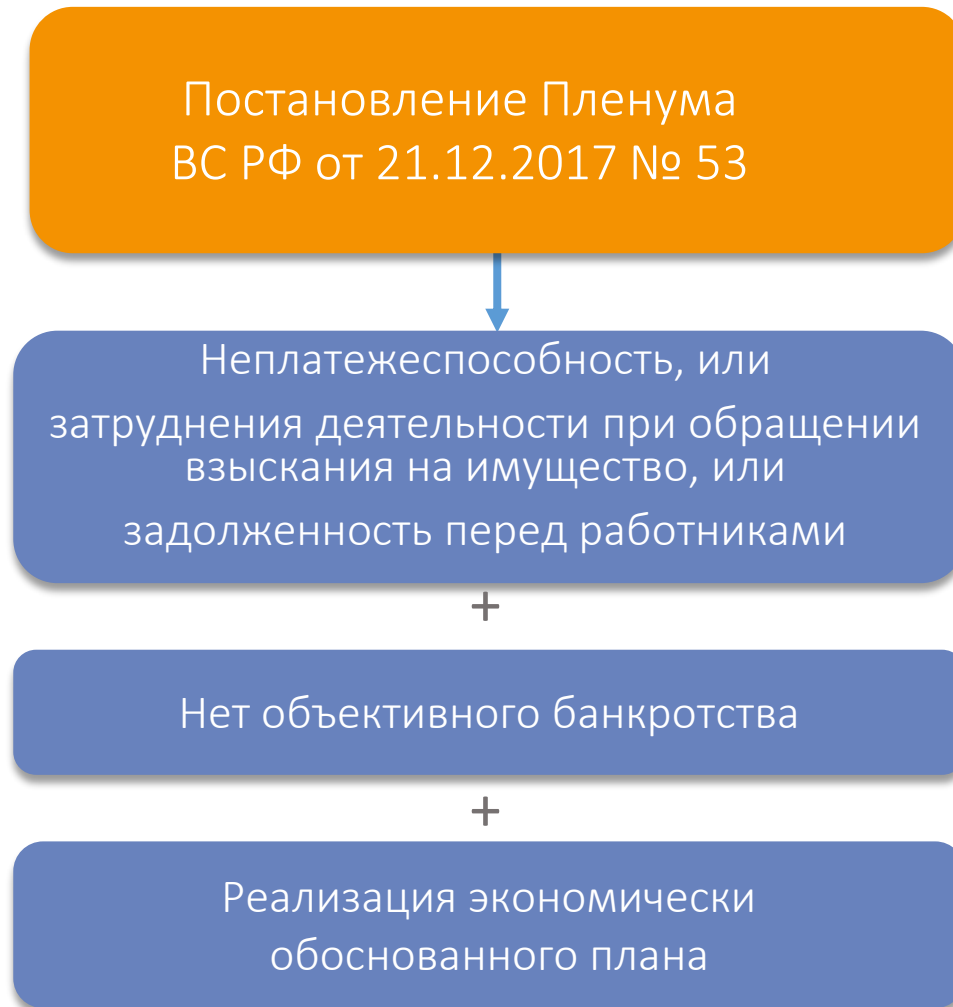 Постановление Пленума
ВС РФ от 21.12.2017 № 53
Неплатежеспособность, или
затруднения деятельности при обращении
взыскания на имущество, или
задолженность перед работниками
+
Нет объективного банкротства
+
Реализация экономически
обоснованного плана